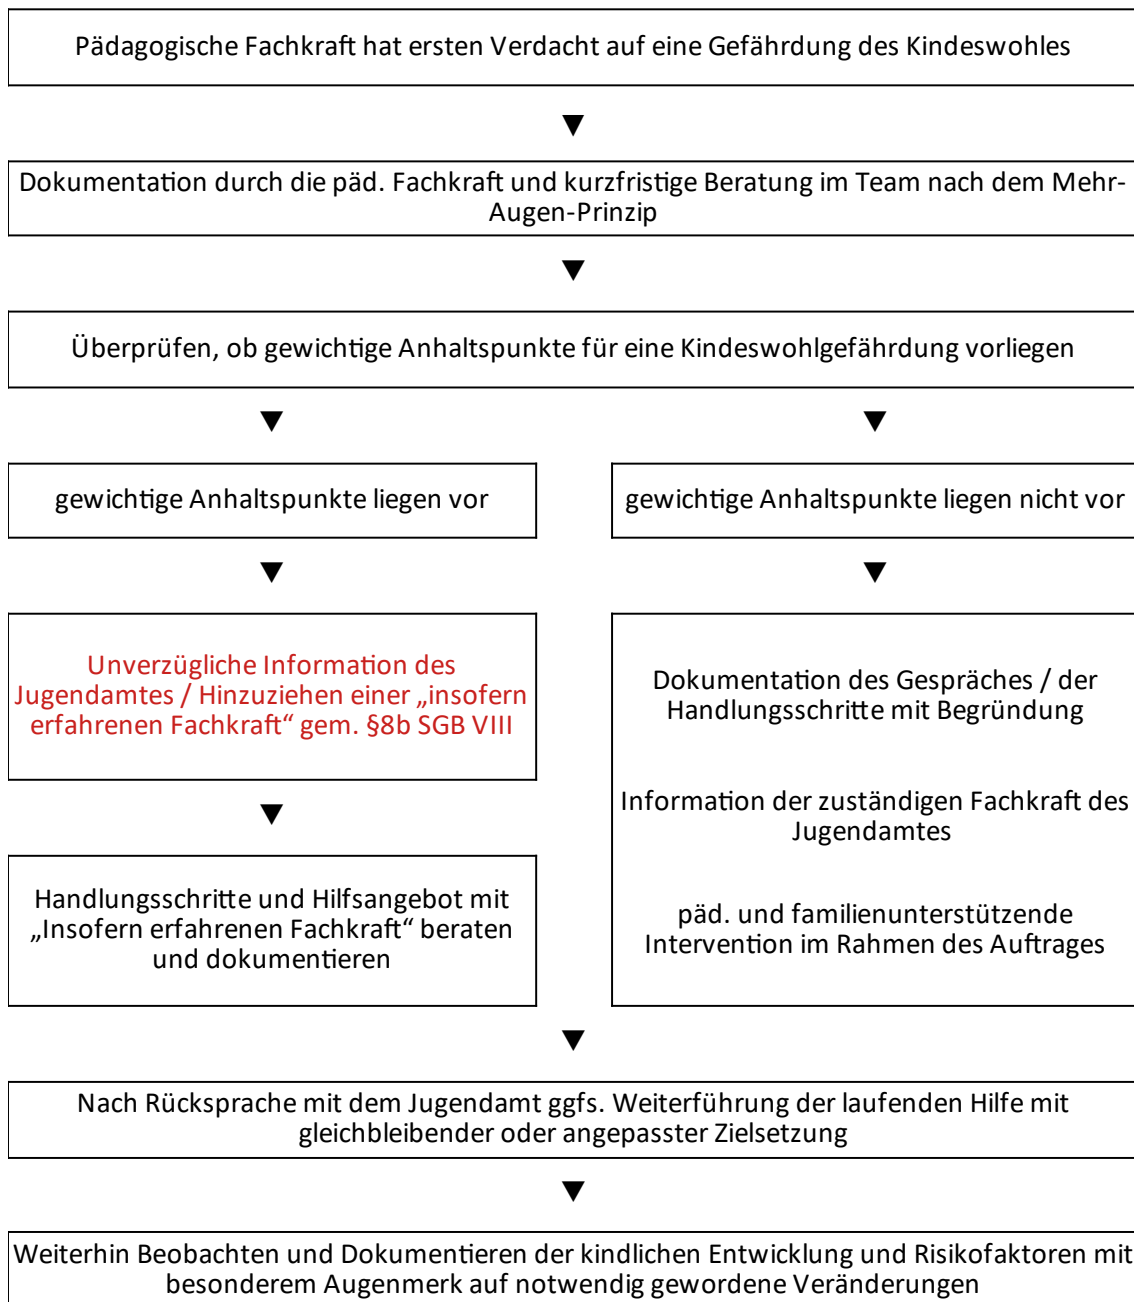 Pädagogische Fachkraft hat ersten Verdacht auf eine Gefährdung des Kindeswohles
Dokumentation durch die päd. Fachkraft und kurzfristige Beratung im Team nach dem Mehr-
Augen-Prinzip
Überprüfen, ob gewichtige Anhaltspunkte für eine Kindeswohlgefährdung vorliegen
gewichtige Anhaltspunkte liegen vor
gewichtige Anhaltspunkte liegen nicht vor
Unverzügliche Information des
Jugendamtes / Hinzuziehen einer „insofern
erfahrenen Fachkraft“ gem. §8b SGB VIII
Handlungsschritte und Hilfsangebot mit
„Insofern erfahrenen Fachkraft“ beraten
und dokumentieren
Dokumentation des Gespräches / der
Handlungsschritte mit Begründung
Information der zuständigen Fachkraft des
Jugendamtes
päd. und familienunterstützende
Intervention im Rahmen des Auftrages
Nach Rücksprache mit dem Jugendamt ggfs. Weiterführung der laufenden Hilfe mit
gleichbleibender oder angepasster Zielsetzung
Weiterhin Beobachten und Dokumentieren der kindlichen Entwicklung und Risikofaktoren mit
besonderem Augenmerk auf notwendig gewordene Veränderungen